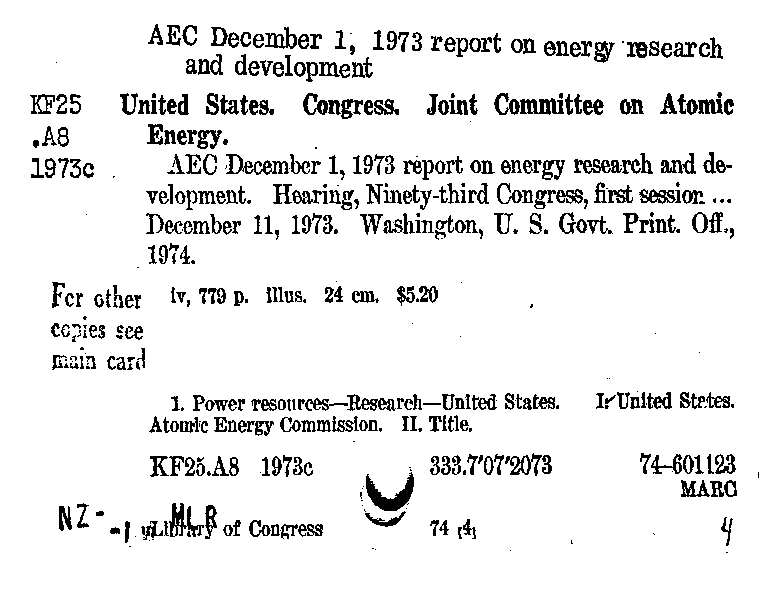 AEC December 1, 1973 report on energy research
and development
KF25 United States. Congress. Joint Committee on Atomic
.A8 Energy.
1973c AEC December 1, 1973 report on energy research and de-
velopment. Hearing, Ninety-third Congress, first session ...
December 11, 1973. Washington, U. S. Govt. Print. Off.,
1974.
For other iv, 779 p. illus. 24 cm. $5.20
copies see
main card
1. Power resources—Research—United States. I. United States.
Atomic Energy Commission. II. Title.
KF25.A8 1973c 333.7'07'2073 74-601123
MARC
NZ- MLR
Library of Congress 74 [4] 4